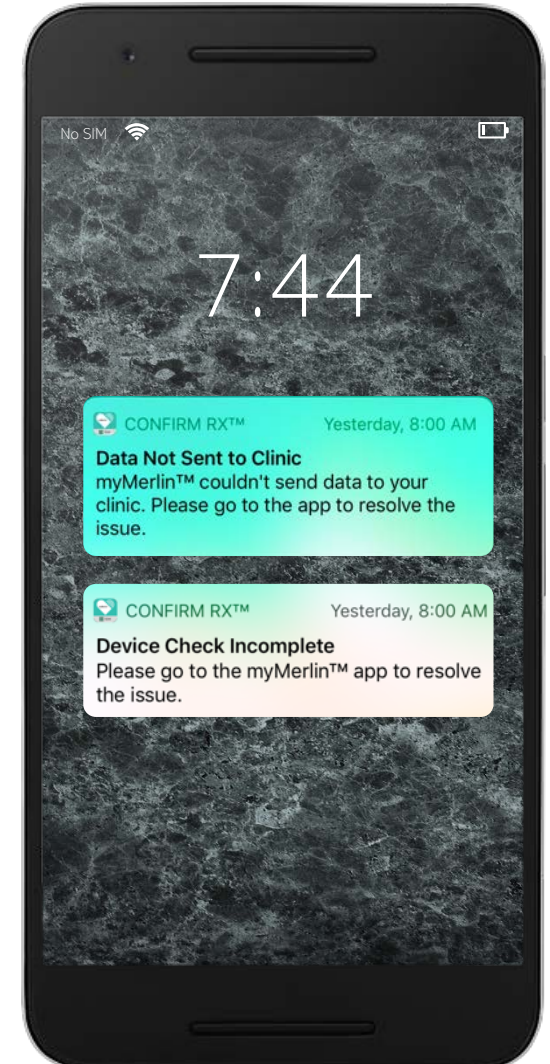 No SIM
7:44
CONFIRM RX™ Yesterday, 8:00 AM
Data Not Sent to Clinic
myMerlin™ couldn't send data to your
clinic. Please go to the app to resolve the
issue.
CONFIRM RX™ Yesterday, 8:00 AM
Device Check Incomplete
Please go to the myMerlin™ app to resolve
the issue.